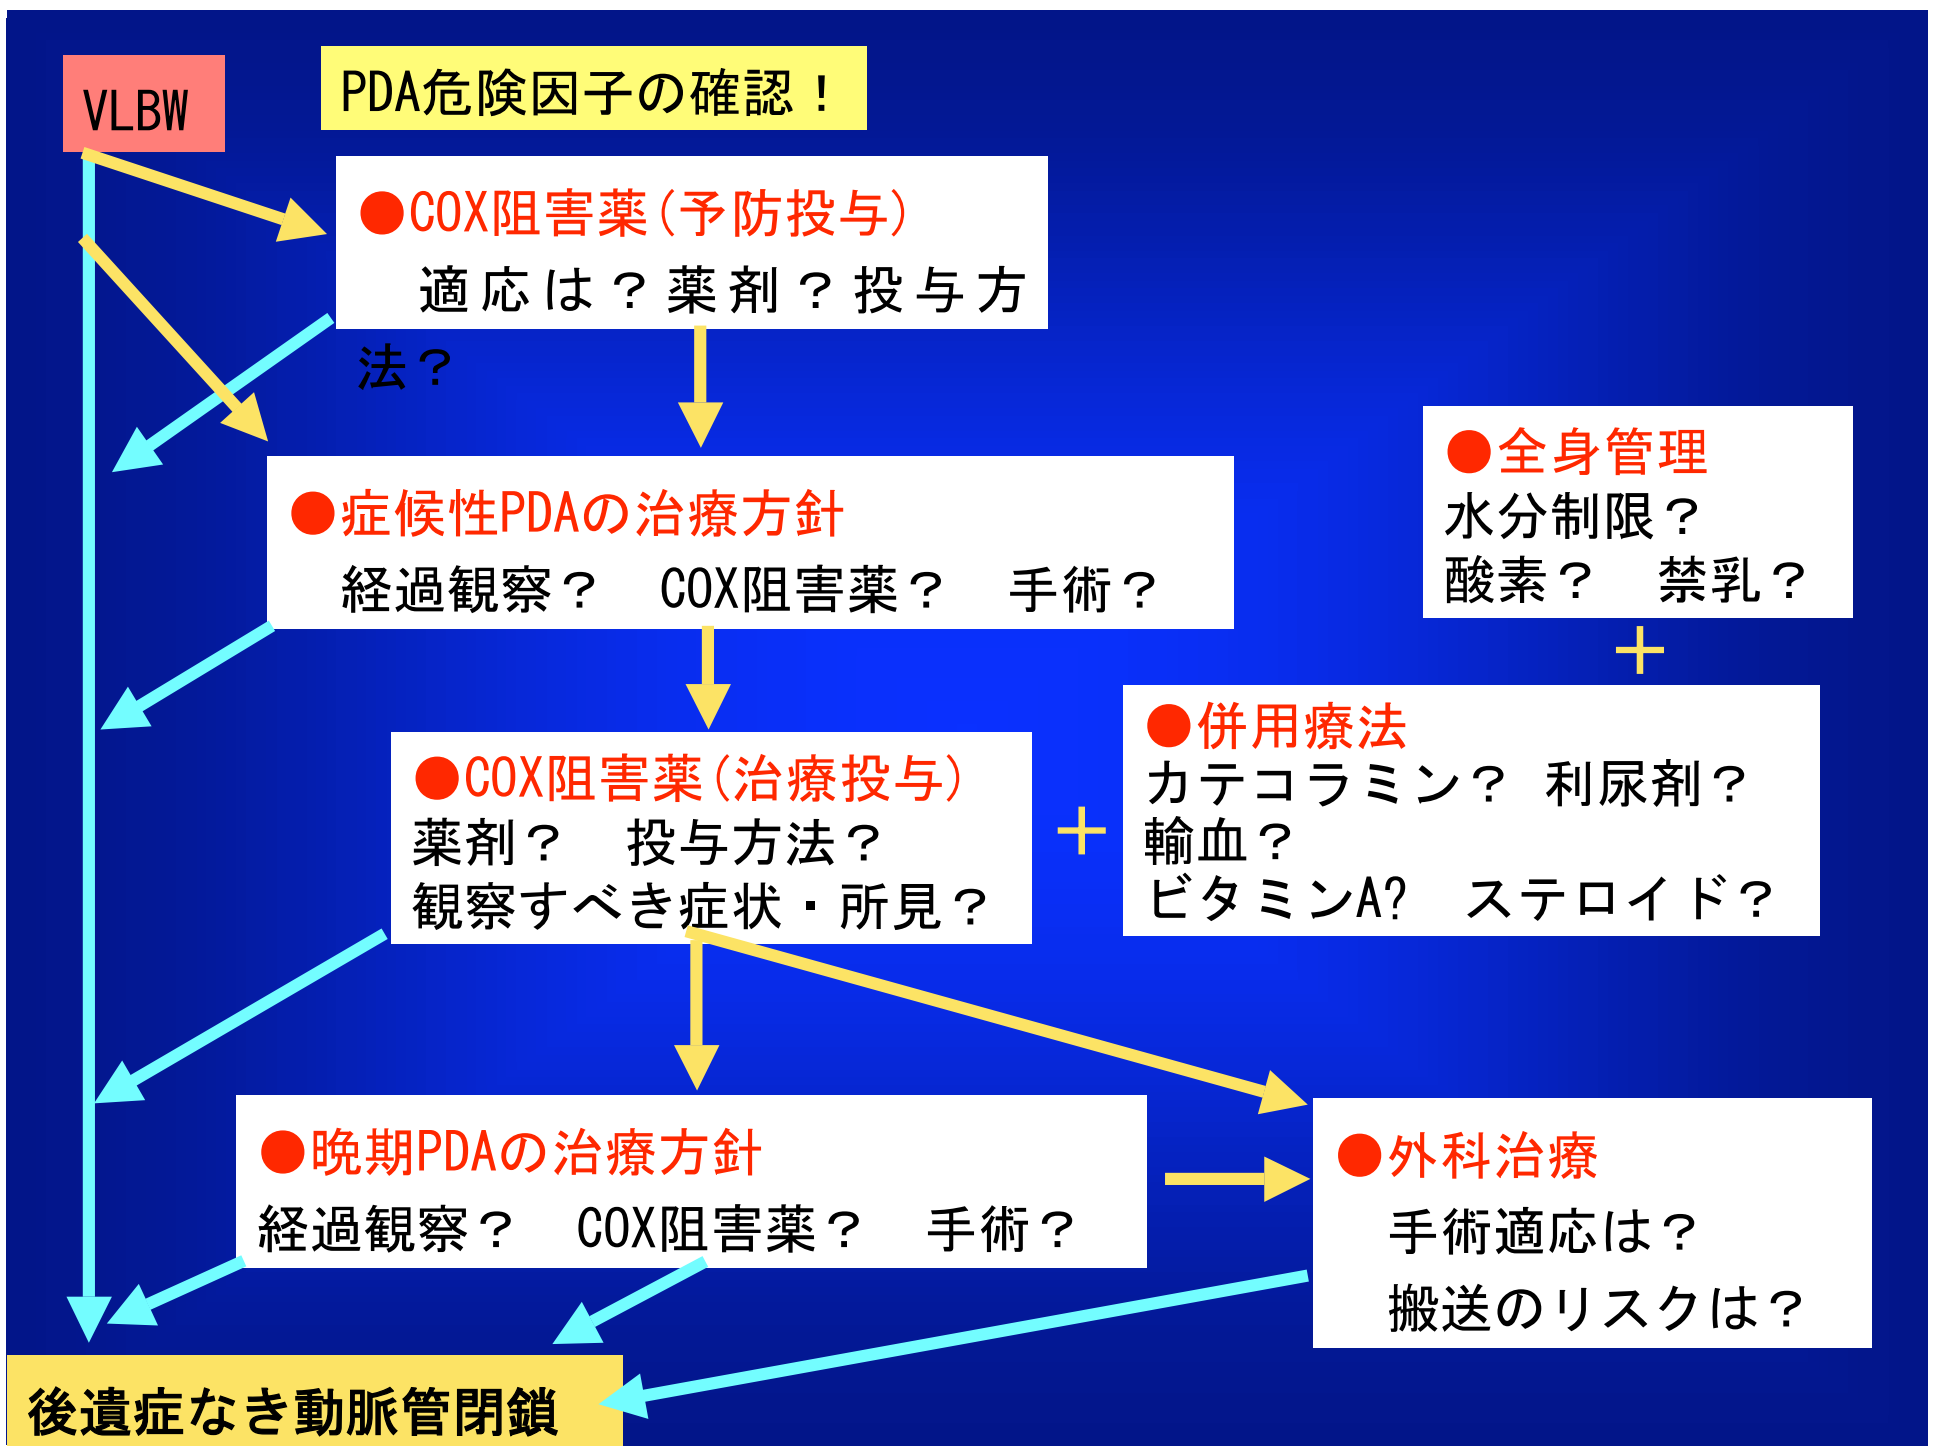 VLBW
PDA危険因子の確認！
●COX阻害薬(予防投与)
適応は？薬剤？投与方
法？
●症候性PDAの治療方針
経過観察？　COX阻害薬？　手術？
●全身管理
水分制限？
酸素？　禁乳？
＋
●COX阻害薬(治療投与)
薬剤？　投与方法？
観察すべき症状・所見？
＋
●併用療法
カテコラミン？ 利尿剤？
輸血？
ビタミンA?　ステロイド？
●晩期PDAの治療方針
経過観察？　COX阻害薬？　手術？
●外科治療
手術適応は？
搬送のリスクは？
後遺症なき動脈管閉鎖